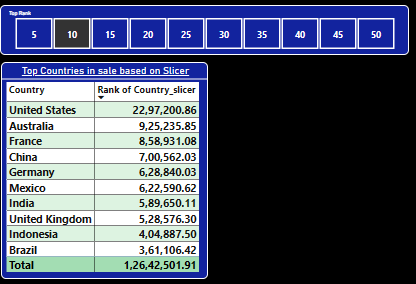 Top Rank
5 10 15 20 25 30 35 40 45 50
Top Countries in sale based on Slicer
Country Rank of Country_slicer
United States 22,97,200.86
Australia 9,25,235.85
France 8,58,931.08
China 7,00,562.03
Germany 6,28,840.03
Mexico 6,22,590.62
India 5,89,650.11
United Kingdom 5,28,576.30
Indonesia 4,04,887.50
Brazil 3,61,106.42
Total 1,26,42,501.91